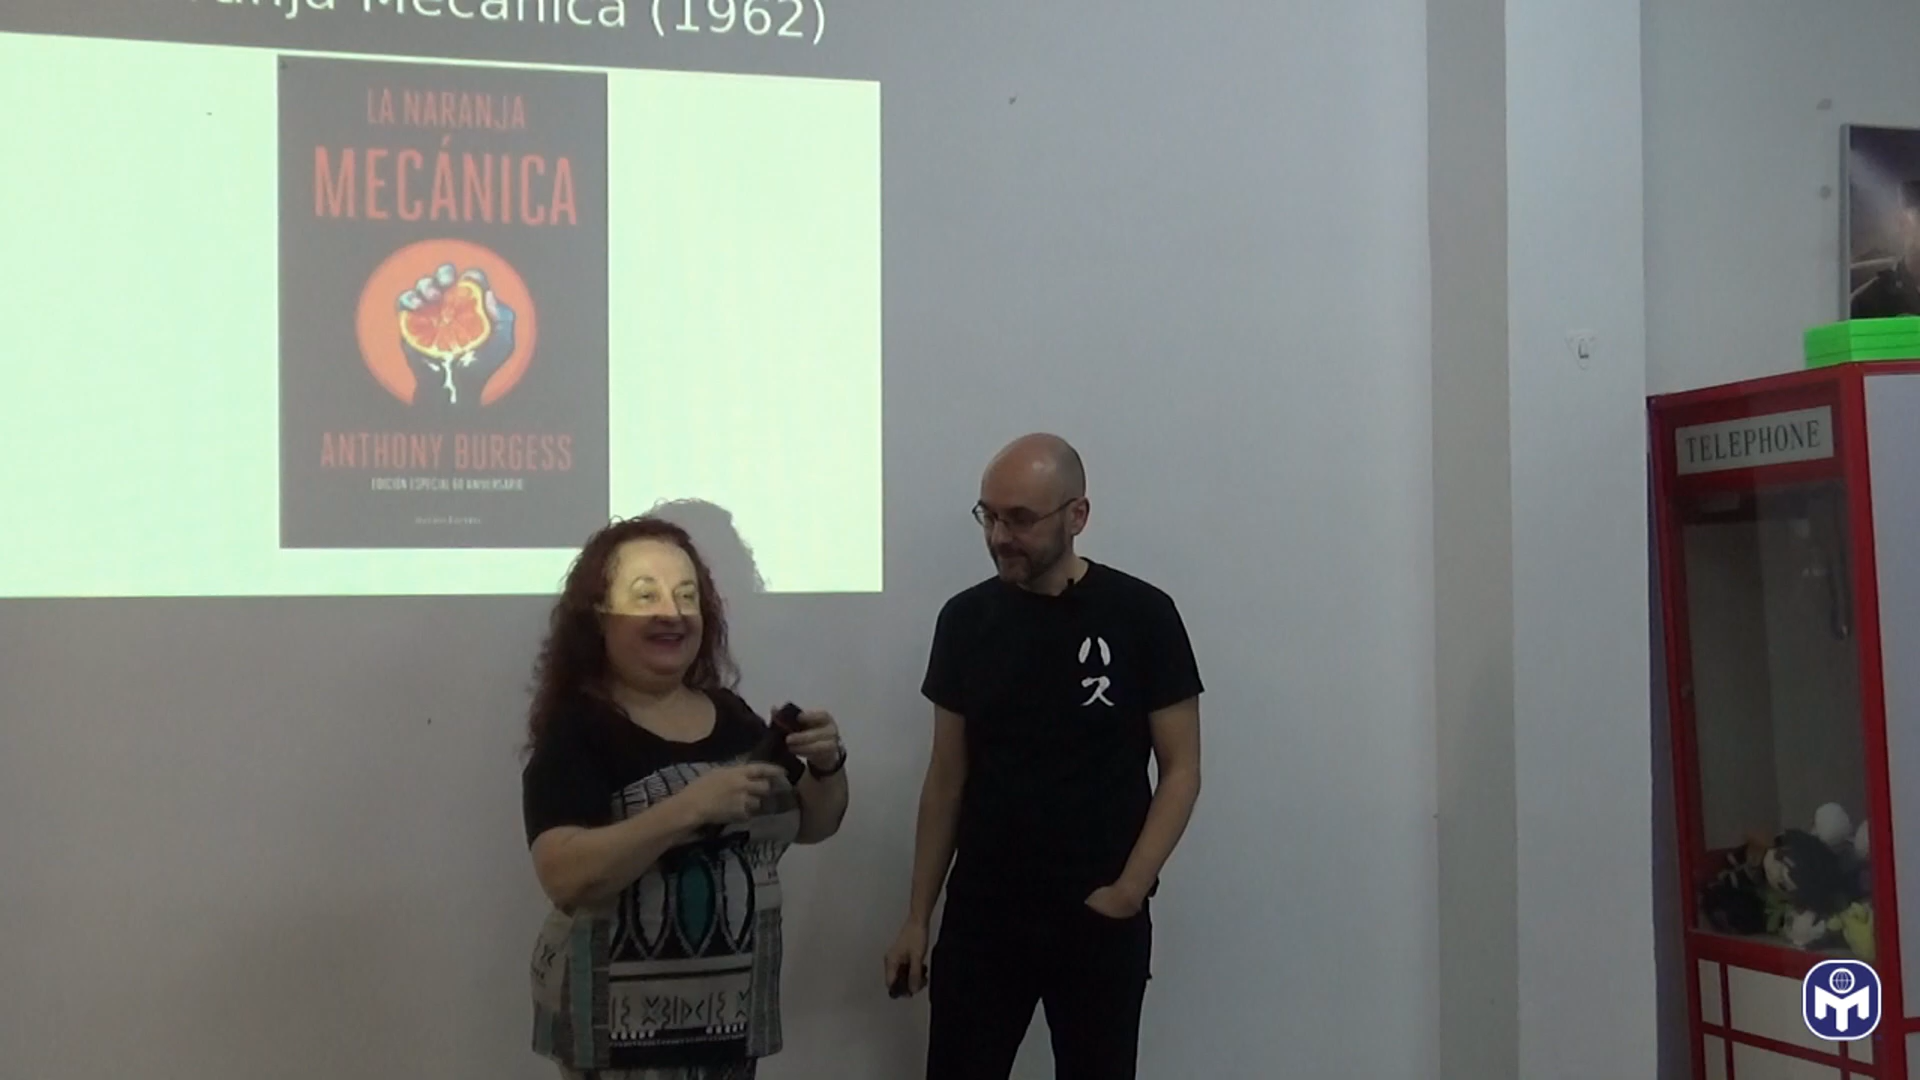 Mecánica (1962)
LA NARANJA
MECÁNICA
ANTHONY BURGESS
EDICIÓN ESPECIAL 60 ANIVERSARIO
TELEPHONE
ハ
ス